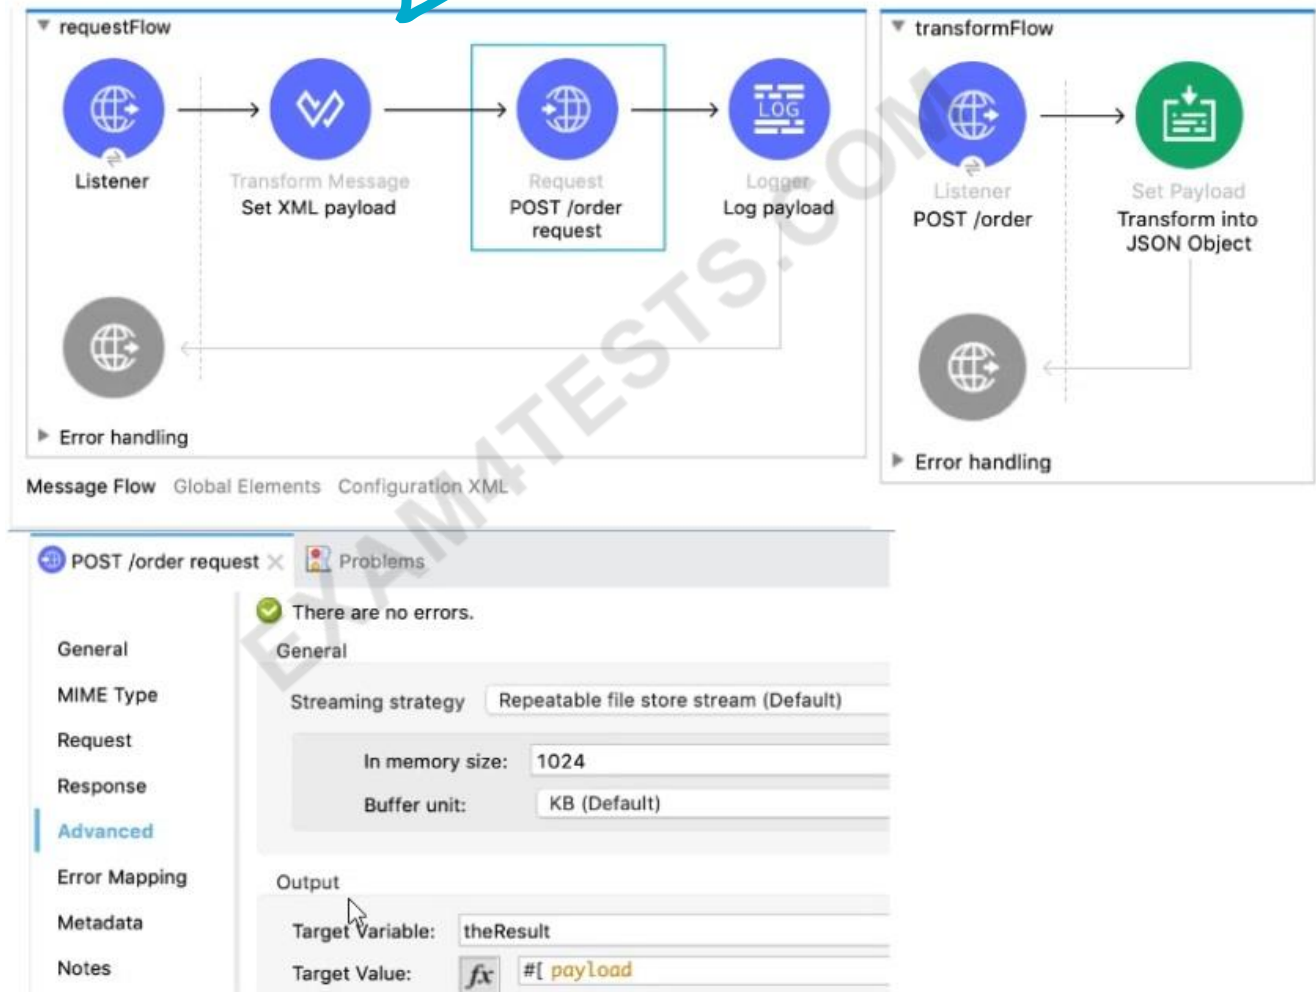 requestFlow
Listener
Transform Message
Set XML payload
Request
POST /order
request
LOG
Logger
Log payload
Error handling
transformFlow
Listener
POST /order
Set Payload
Transform into
JSON Object
Error handling
Message Flow Global Elements Configuration XML
EXAM4TESTS.COM
POST /order request Problems
There are no errors.
General
MIME Type
Request
Response
Advanced
Error Mapping
Metadata
Notes
General
Streaming strategy Repeatable file store stream (Default)
In memory size: 1024
Buffer unit: KB (Default)
Output
Target Variable: theResult
Target Value: fx #[ payload